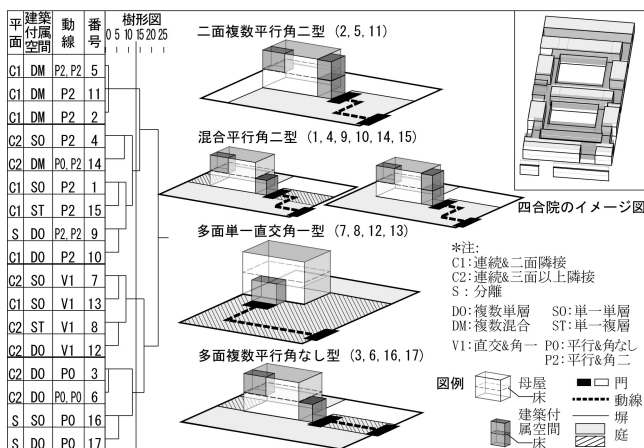 平面 建築付属空間 動線 番号 樹形図
0 5 10 15 20 25
C1 DM P2, P2 5
C1 DM P2 11
C1 DM P2 2
C2 SO P2 4
C2 DM P0, P2 14
C1 SO P2 1
C1 ST P2 15
S DO P2, P2 9
C1 DO P2 10
C2 SO V1 7
C1 SO V1 13
C2 ST V1 8
C2 DO V1 12
C2 DO P0 3
C2 DO P0, P0 6
S SO P0 16
S DO P0 17
二面複数平行角二型 (2, 5, 11)
混合平行角二型 (1, 4, 9, 10, 14, 15)
多面単一直交角一型 (7, 8, 12, 13)
多面複数平行角なし型 (3, 6, 16, 17)
四合院のイメージ図
*注:
C1:連続&二面隣接
C2:連続&三面以上隣接
S:分離
DO:複数単層 SO:単一単層
DM:複数混合 ST:単一複層
V1:直交&角一 P0:平行&角なし
P2:平行&角二
図例
母屋
床
建築付属空間
床
門
動線
塀
庭